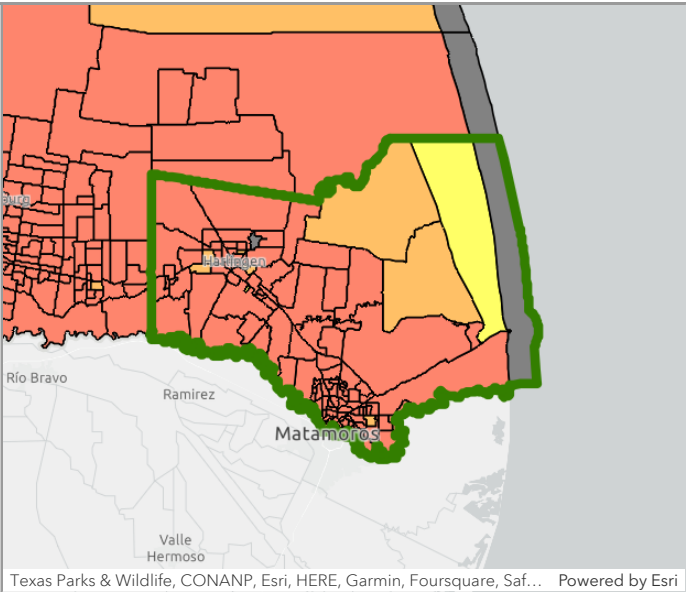 burg
Harlingen
Río Bravo
Ramirez
Matamoros
Valle
Hermoso
Texas Parks & Wildlife, CONANP, Esri, HERE, Garmin, Foursquare, Saf... Powered by Esri